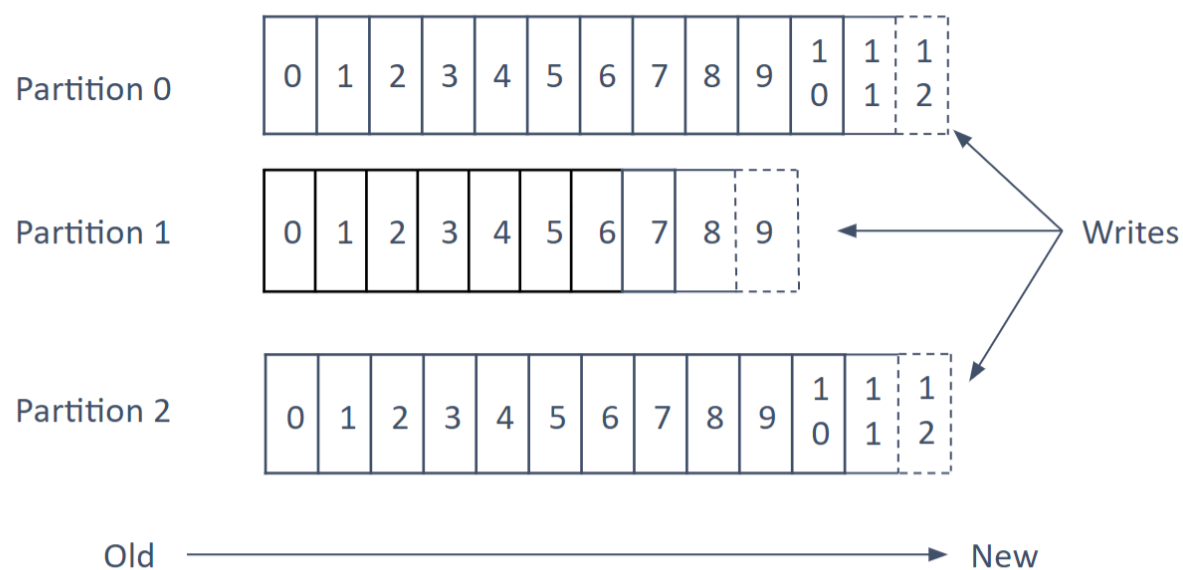 Partition 0 0 1 2 3 4 5 6 7 8 9 10 11 12
Partition 1 0 1 2 3 4 5 6 7 8 9
Writes
Partition 2 0 1 2 3 4 5 6 7 8 9 10 11 12
Old New